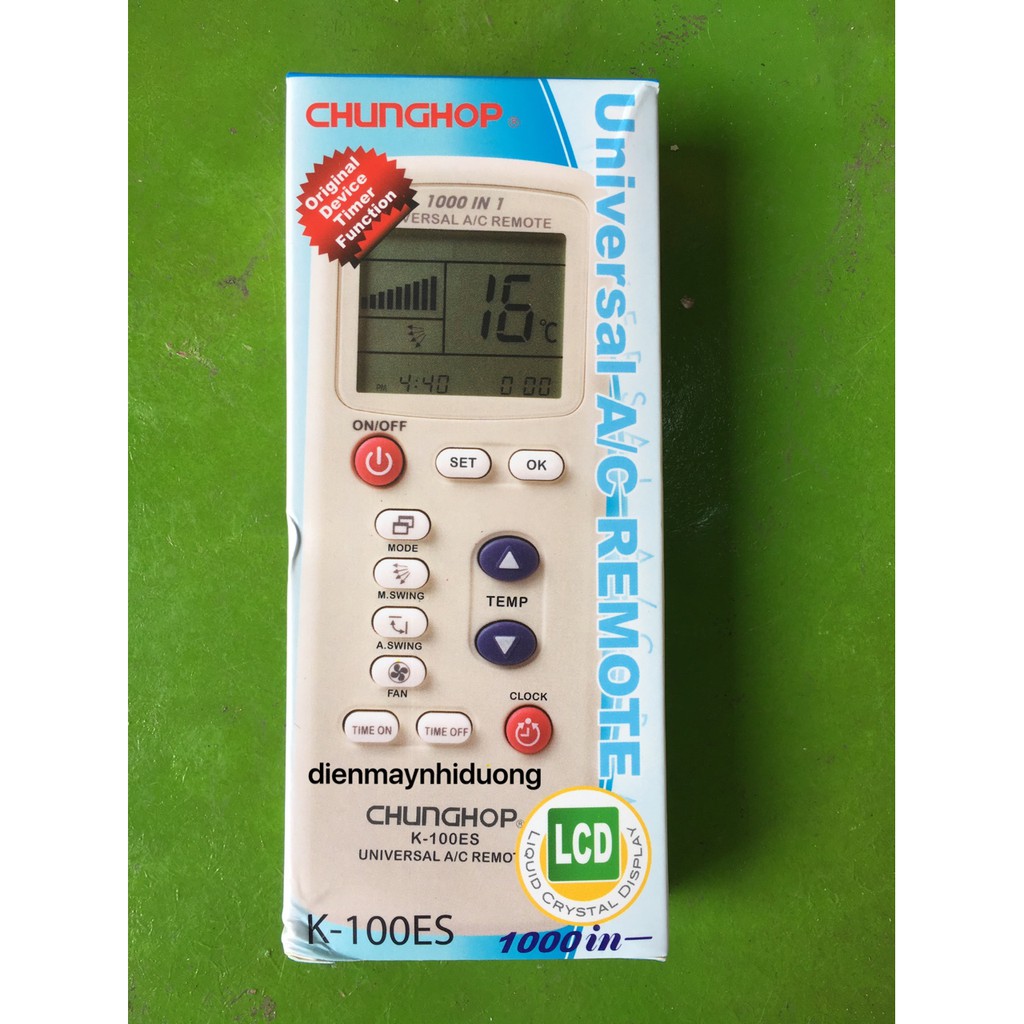 CHUNGHOP®
Universal A/C REMOTE
Original
Device
Timer
Function
1000 IN 1
VERSAL A/C REMOTE
16°C
PM 4:40 0 00
ON/OFF
SET
OK
MODE
M.SWING
TEMP
A.SWING
FAN
CLOCK
TIME ON
TIME OFF
dienmaynhiduong
CHUNGHOP®
K-100ES
UNIVERSAL A/C REMOT
LCD
LIQUID CRYSTAL DISPLAY
K-100ES
1000 in